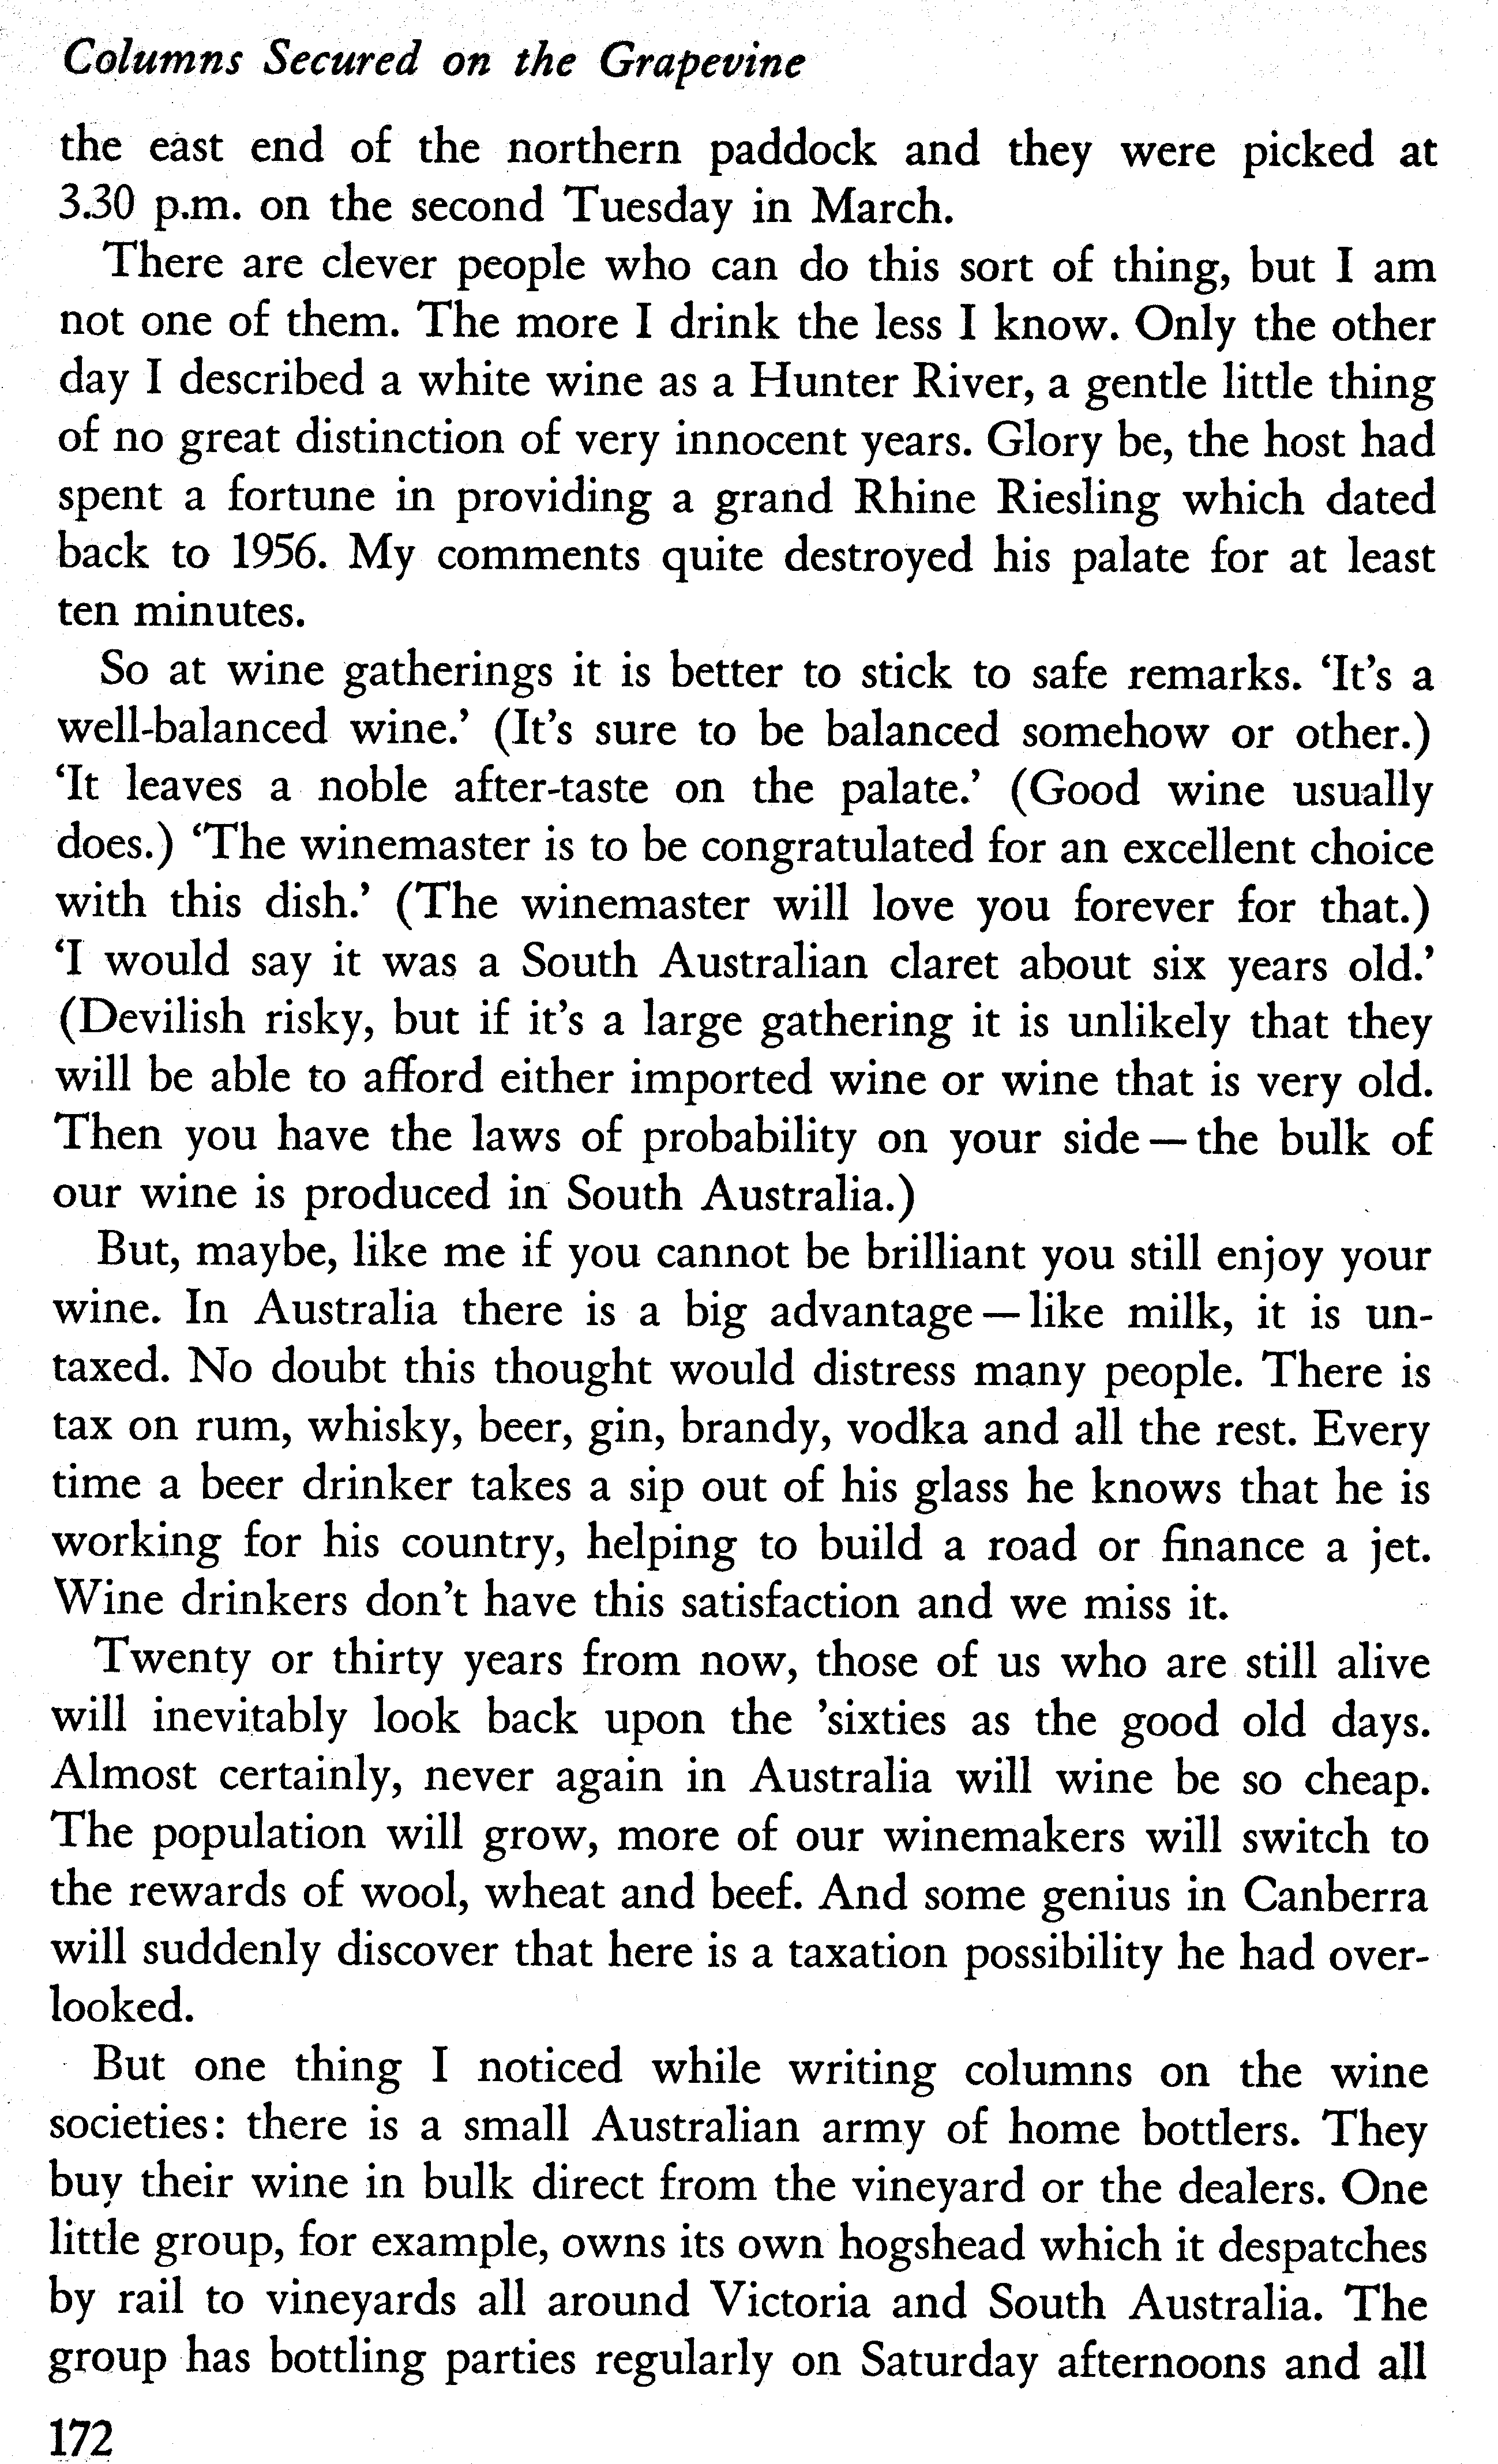 Columns Secured on the Grapevine
the east end of the northern paddock and they were picked at
3.30 p.m. on the second Tuesday in March.
There are clever people who can do this sort of thing, but I am
not one of them. The more I drink the less I know. Only the other
day I described a white wine as a Hunter River, a gentle little thing
of no great distinction of very innocent years. Glory be, the host had
spent a fortune in providing a grand Rhine Riesling which dated
back to 1956. My comments quite destroyed his palate for at least
ten minutes.
So at wine gatherings it is better to stick to safe remarks. ‘It’s a
well-balanced wine.’ (It’s sure to be balanced somehow or other.)
‘It leaves a noble after-taste on the palate.’ (Good wine usually
does.) ‘The winemaster is to be congratulated for an excellent choice
with this dish.’ (The winemaster will love you forever for that.)
‘I would say it was a South Australian claret about six years old.’
(Devilish risky, but if it’s a large gathering it is unlikely that they
will be able to afford either imported wine or wine that is very old.
Then you have the laws of probability on your side—the bulk of
our wine is produced in South Australia.)
But, maybe, like me if you cannot be brilliant you still enjoy your
wine. In Australia there is a big advantage—like milk, it is un-
taxed. No doubt this thought would distress many people. There is
tax on rum, whisky, beer, gin, brandy, vodka and all the rest. Every
time a beer drinker takes a sip out of his glass he knows that he is
working for his country, helping to build a road or finance a jet.
Wine drinkers don’t have this satisfaction and we miss it.
Twenty or thirty years from now, those of us who are still alive
will inevitably look back upon the ’sixties as the good old days.
Almost certainly, never again in Australia will wine be so cheap.
The population will grow, more of our winemakers will switch to
the rewards of wool, wheat and beef. And some genius in Canberra
will suddenly discover that here is a taxation possibility he had over-
looked.
But one thing I noticed while writing columns on the wine
societies: there is a small Australian army of home bottlers. They
buy their wine in bulk direct from the vineyard or the dealers. One
little group, for example, owns its own hogshead which it despatches
by rail to vineyards all around Victoria and South Australia. The
group has bottling parties regularly on Saturday afternoons and all
172